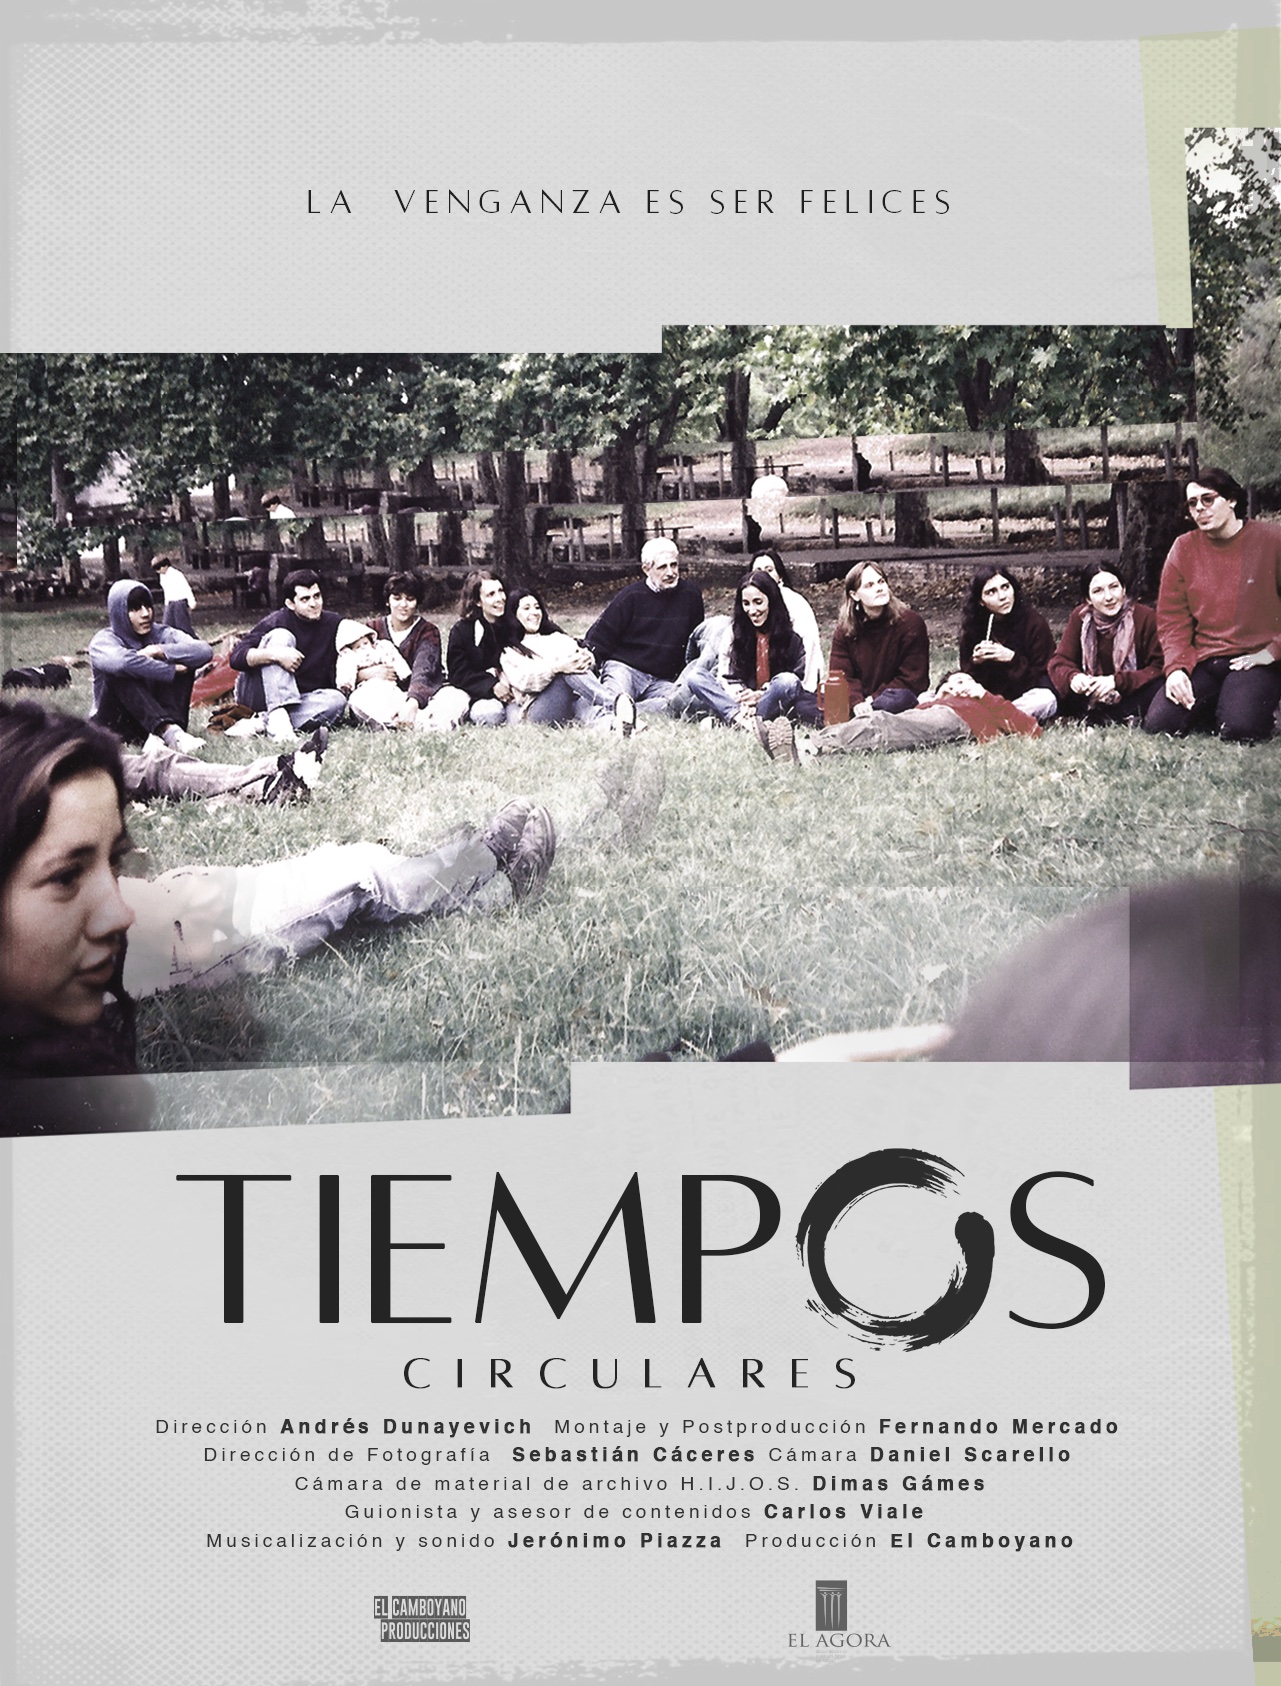 LA VENGANZA ES SER FELICES
TIEMPOS
CIRCULARES
Dirección Andrés Dunayevich Montaje y Postproducción Fernando Mercado
Dirección de Fotografía Sebastián Cáceres Cámara Daniel Scarello
Cámara de material de archivo H.I.J.O.S. Dimas Gámes
Guionista y asesor de contenidos Carlos Viale
Musicalización y sonido Jerónimo Piazza Producción El Camboyano
EL CAMBOYANO
PRODUCCIONES
EL AGORA